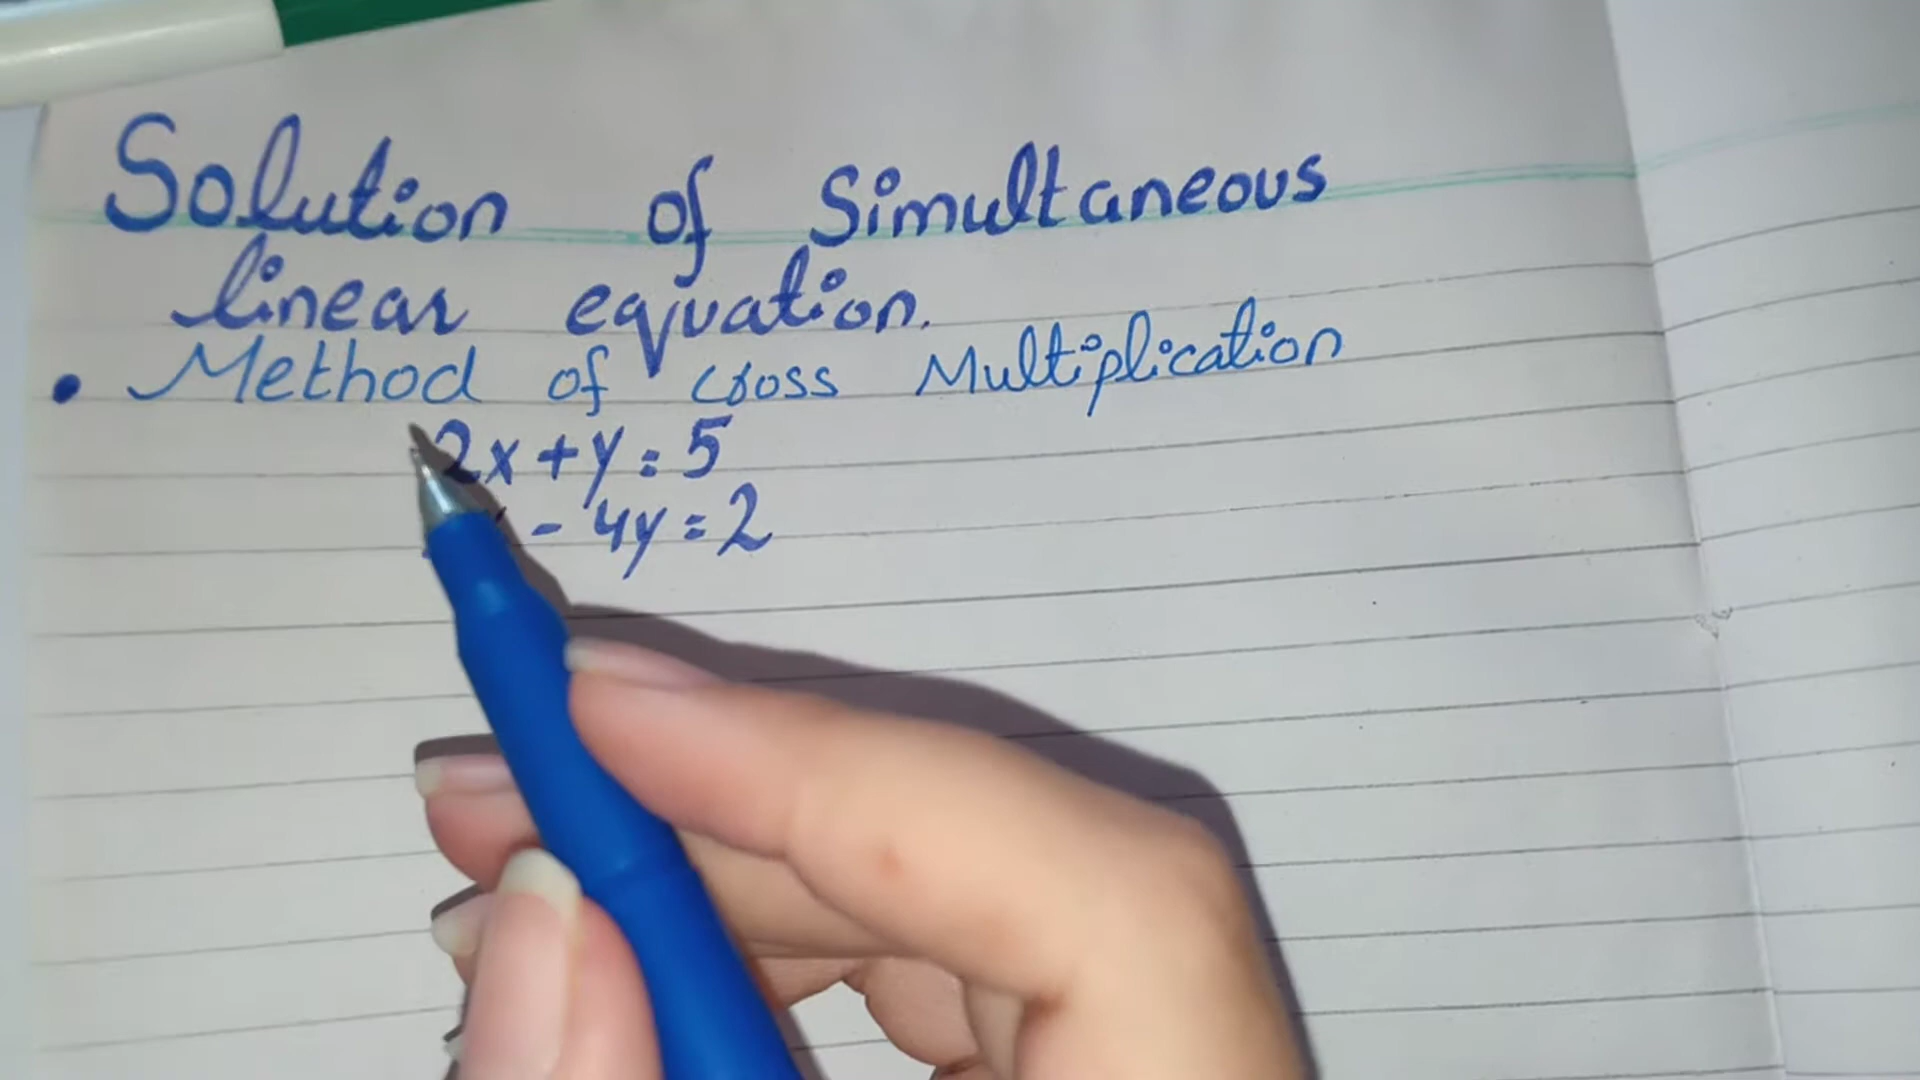 Solution of Simultaneous
linear equation.
• Method of cross Multiplication
2x + y = 5
- 4y = 2